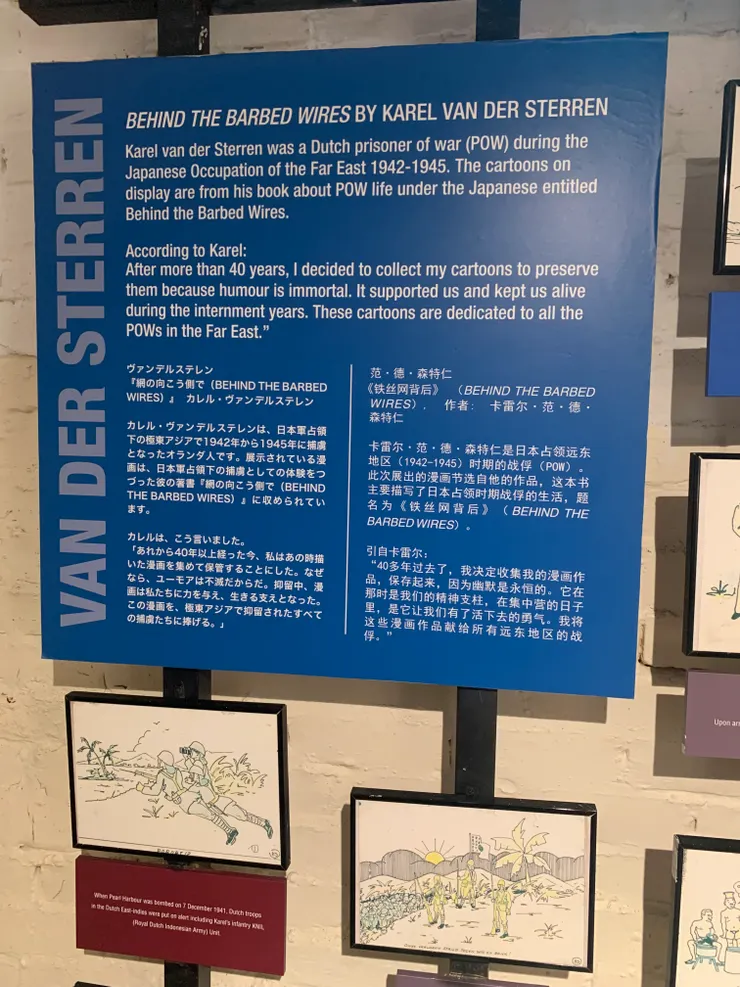 VAN DER STERREN
BEHIND THE BARBED WIRES BY KAREL VAN DER STERREN
Karel van der Sterren was a Dutch prisoner of war (POW) during the
Japanese Occupation of the Far East 1942-1945. The cartoons on
display are from his book about POW life under the Japanese entitled
Behind the Barbed Wires.
According to Karel:
After more than 40 years, I decided to collect my cartoons to preserve
them because humour is immortal. It supported us and kept us alive
during the internment years. These cartoons are dedicated to all the
POWs in the Far East.”
ヴァンデルステレン
『網の向こう側で（BEHIND THE BARBED
WIRES）』 カレル・ヴァンデルステレン
カレル・ヴァンデルステレンは、日本軍占領
下の極東アジアで1942年から1945年に捕虜
となったオランダ人です。展示されている漫
画は、日本軍占領下の捕虜としての体験をつ
づった彼の著書『網の向こう側で（BEHIND
THE BARBED WIRES）』に収められてい
ます。
カレルは、こう言いました。
「あれから40年以上経った今、私はあの時描
いた漫画を集めて保管することにした。なぜ
なら、ユーモアは不滅だからだ。抑留中、漫
画は私たちに力を与え、生きる支えとなった。
この漫画を、極東アジアで抑留されたすべて
の捕虜たちに捧げる。」
范・德・森特仁
《铁丝网背后》 （BEHIND THE BARBED
WIRES）． 作者： 卡雷尔・范・德・
森特仁
卡雷尔・范・德・森特仁是日本占领远东
地区（1942-1945）时期的战俘（POW）。
此次展出的漫画节选自他的作品，这本书
主要描写了日本占领时期战俘的生活，题
名为《铁丝网背后》（BEHIND THE
BARBED WIRES）。
引自卡雷尔：
“40多年过去了，我决定收集我的漫画作
品，保存起来，因为幽默是永恒的。它在
那时是我们的精神支柱，在集中营的日子
里，是它让我们有了活下去的勇气。我将
这些漫画作品献给所有远东地区的战
俘。”
When Pearl Harbour was bombed on 7 December 1941, Dutch troops
in the Dutch East-indies were put on alert including Karel's infantry KNIL
(Royal Dutch Indonesian Army) Unit.
Upon arr